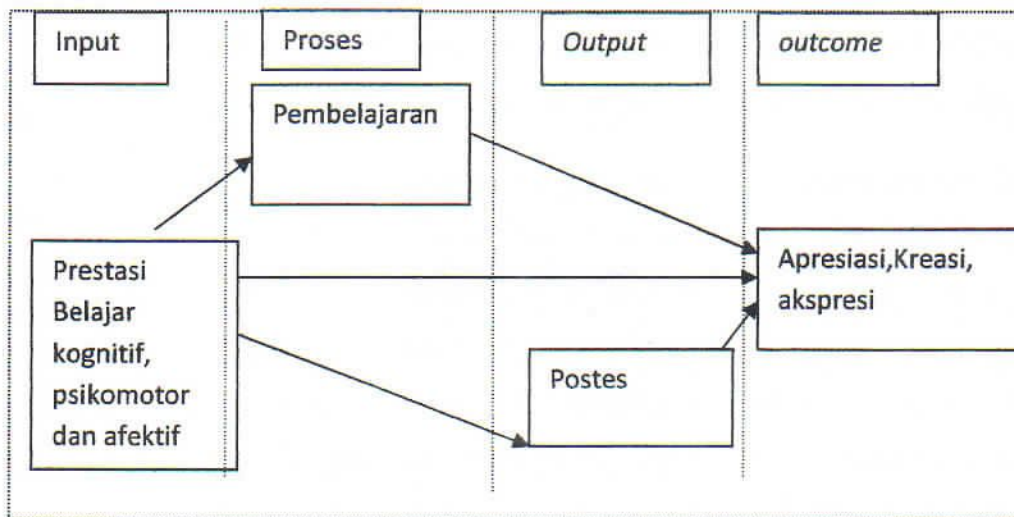 Input
Proses
Output
outcome
Pembelajaran
Prestasi
Belajar
kognitif,
psikomotor
dan afektif
Apresiasi,Kreasi,
akspresi
Postes